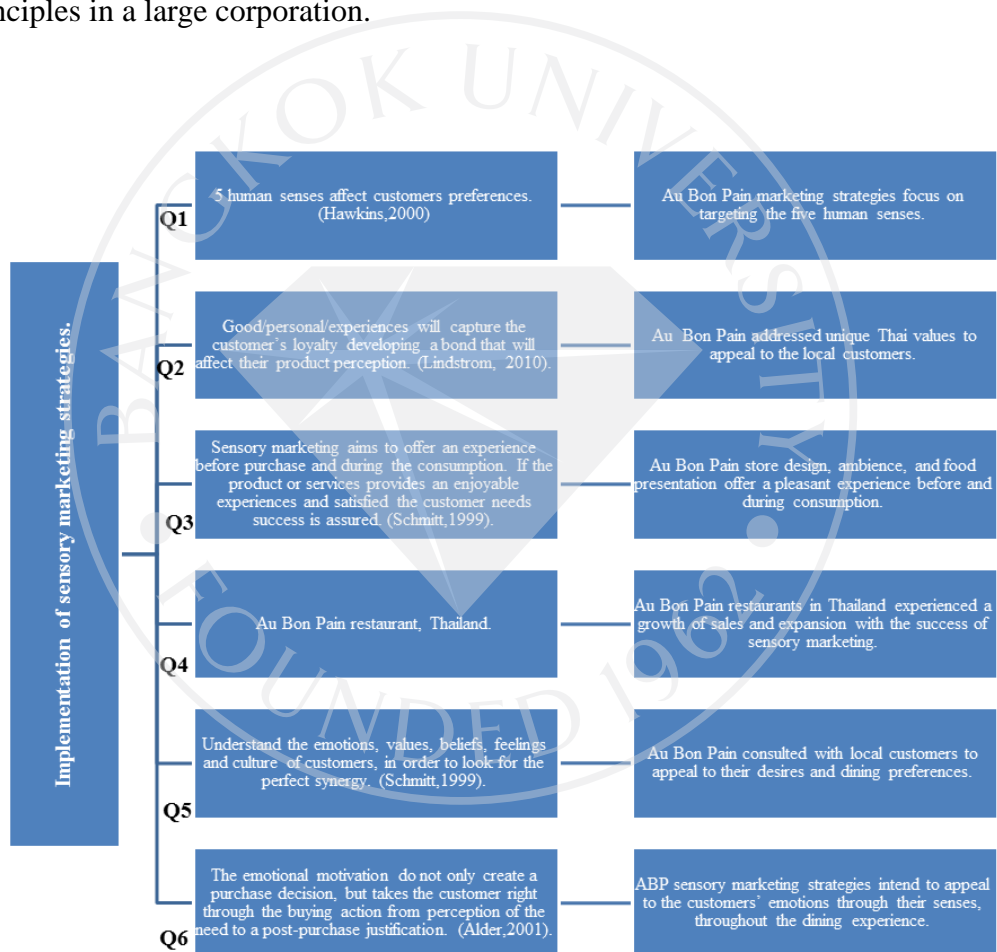 nciples in a large corporation.
BANGKOK UNIVERSITY
FOUNDED 1962
Implementation of sensory marketing strategies.
Q1
5 human senses affect customers preferences.
(Hawkins,2000)
Au Bon Pain marketing strategies focus on
targeting the five human senses.
Q2
Good/personal/experiences will capture the
customer's loyalty developing a bond that will
affect their product perception. (Lindstrom, 2010).
Au Bon Pain addressed unique Thai values to
appeal to the local customers.
Q3
Sensory marketing aims to offer an experience
before purchase and during the consumption. If the
product or services provides an enjoyable
experiences and satisfied the customer needs
success is assured. (Schmitt,1999).
Au Bon Pain store design, ambience, and food
presentation offer a pleasant experience before and
during consumption.
Q4
Au Bon Pain restaurant, Thailand.
Au Bon Pain restaurants in Thailand experienced a
growth of sales and expansion with the success of
sensory marketing.
Q5
Understand the emotions, values, beliefs, feelings
and culture of customers, in order to look for the
perfect synergy. (Schmitt,1999).
Au Bon Pain consulted with local customers to
appeal to their desires and dining preferences.
Q6
The emotional motivation do not only create a
purchase decision, but takes the customer right
through the buying action from perception of the
need to a post-purchase justification. (Alder,2001).
ABP sensory marketing strategies intend to appeal
to the customers' emotions through their senses,
throughout the dining experience.